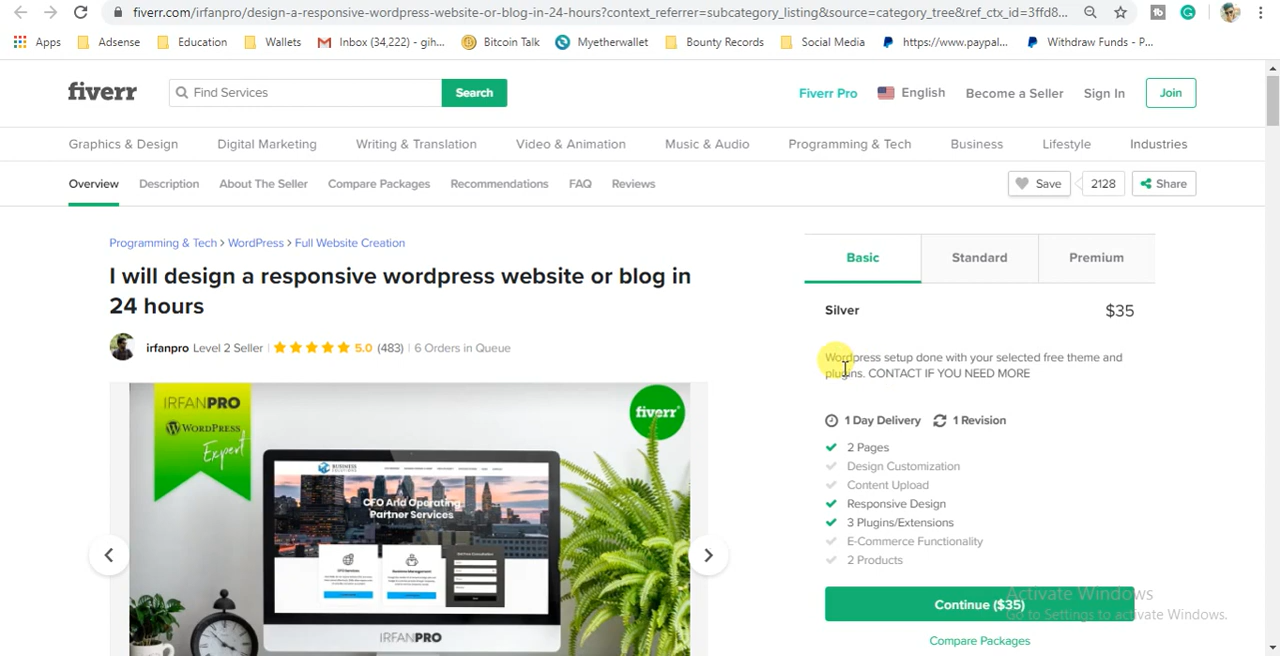 fiverr.com/irfanpro/design-a-responsive-wordpress-website-or-blog-in-24-hours?context_referrer=subcategory_listing&source=category_tree&ref_ctx_id=3ffd8...
Apps Adsense Education Wallets Inbox (34,222) - gih... Bitcoin Talk Myetherwallet Bounty Records Social Media https://www.paypal... Withdraw Funds - P...
fiverr Find Services Search Fiverr Pro English Become a Seller Sign In Join
Graphics & Design Digital Marketing Writing & Translation Video & Animation Music & Audio Programming & Tech Business Lifestyle Industries
Overview Description About The Seller Compare Packages Recommendations FAQ Reviews Save 2128 Share
Programming & Tech > WordPress > Full Website Creation
I will design a responsive wordpress website or blog in
24 hours
irfanpro Level 2 Seller 5.0 (483) 6 Orders in Queue
IRFANPRO
WORDPRESS
Expert
fiverr
BUSINESS
CFO And Operating
Partner Services
IRFANPRO
Basic Standard Premium
Silver $35
Wordpress setup done with your selected free theme and
plugins. CONTACT IF YOU NEED MORE
1 Day Delivery 1 Revision
2 Pages
Design Customization
Content Upload
Responsive Design
3 Plugins/Extensions
E-Commerce Functionality
2 Products
Continue ($35)
Compare Packages
Activate Windows
Go to Settings to activate Windows.